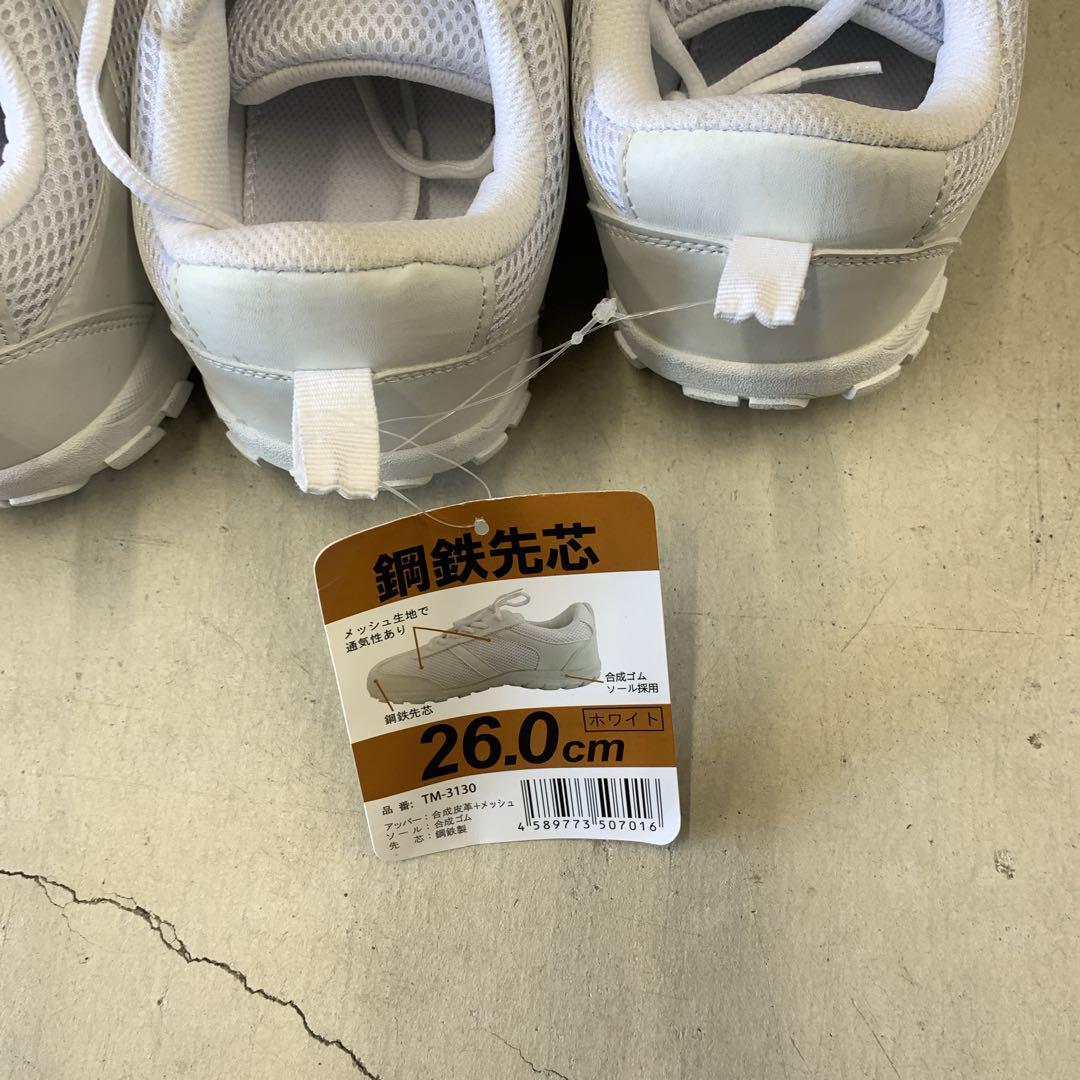 鋼鉄先芯
メッシュ生地で
通気性あり
合成ゴム
ソール採用
鋼鉄先芯
ホワイト
26.0cm
品番: TM-3130
アッパー：合成皮革+メッシュ
ソール：合成ゴム
先芯：鋼鉄製
4 589773 507016